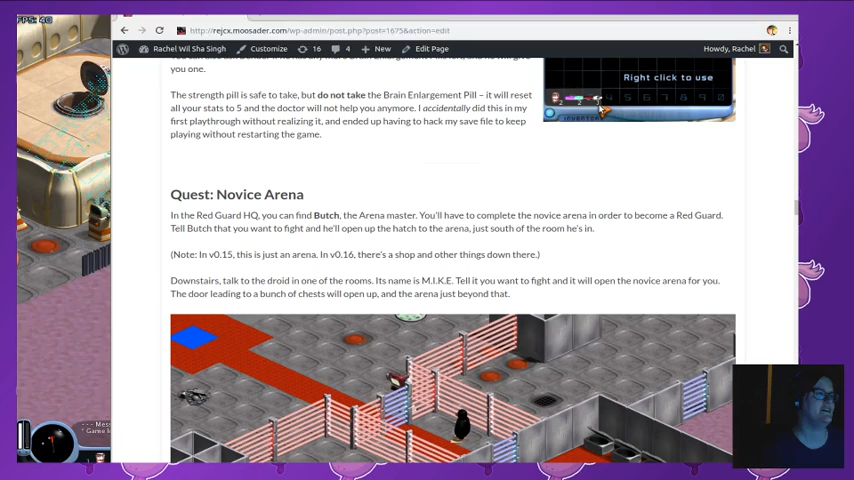 FPS: 40
http://rejcx.moosader.com/wp-admin/post.php?post=1675&action=edit
Rachel Wil Sha Singh
Customize
16
4
New
Edit Page
Howdy, Rachel
you one.
Right click to use
The strength pill is safe to take, but do not take the Brain Enlargement Pill – it will reset
all your stats to 5 and the doctor will not help you anymore. I accidentally did this in my
first playthrough without realizing it, and ended up having to hack my save file to keep
playing without restarting the game.
Quest: Novice Arena
In the Red Guard HQ, you can find Butch, the Arena master. You'll have to complete the novice arena in order to become a Red Guard.
Tell Butch that you want to fight and he'll open up the hatch to the arena, just south of the room he's in.
(Note: In v0.15, this is just an arena. In v0.16, there's a shop and other things down there.)
Downstairs, talk to the droid in one of the rooms. Its name is M.I.K.E. Tell it you want to fight and it will open the novice arena for you.
The door leading to a bunch of chests will open up, and the arena just beyond that.